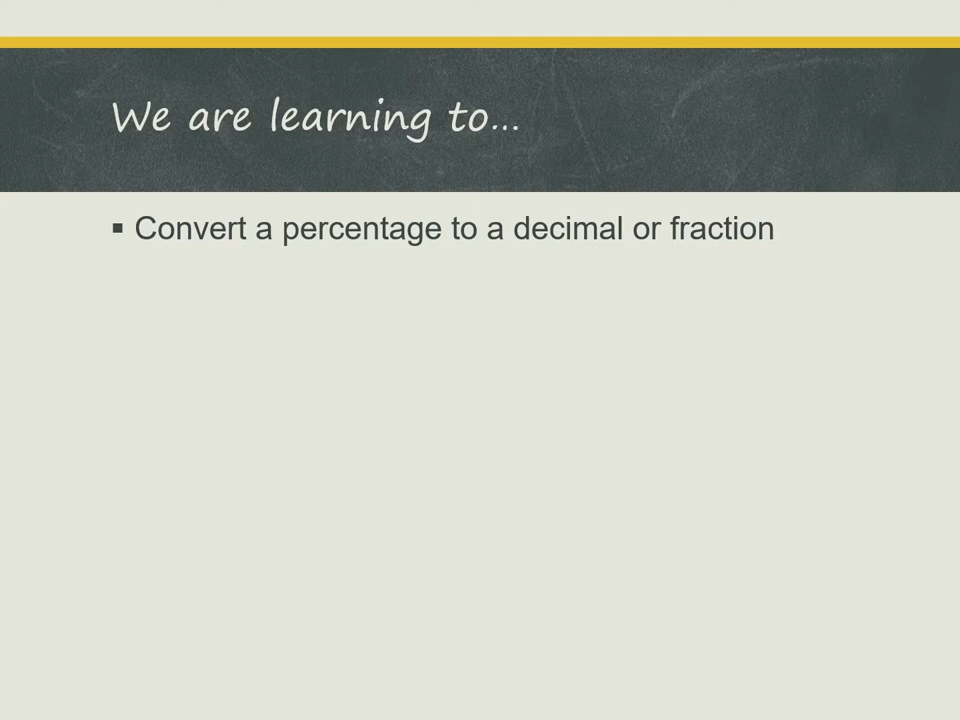 We are learning to...
▪ Convert a percentage to a decimal or fraction